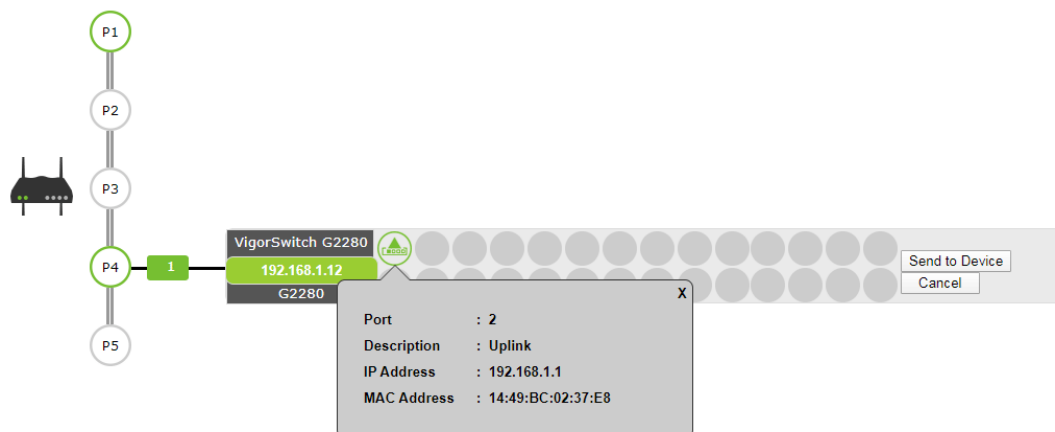 P1
P2
P3
P4
P5
1
VigorSwitch G2280
192.168.1.12
G2280
Send to Device
Cancel
X
Port : 2
Description : Uplink
IP Address : 192.168.1.1
MAC Address : 14:49:BC:02:37:E8